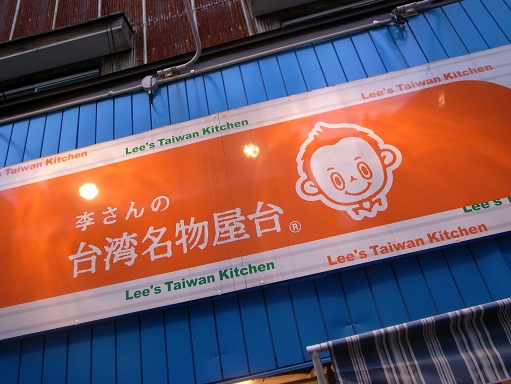 Taiwan Kitchen
Lee's Taiwan Kitchen
Lee's Taiwan Kitchen
李さんの
台湾名物屋台®
Lee's Taiwan Kitchen
Lee's Taiwan Kitchen
Lee's